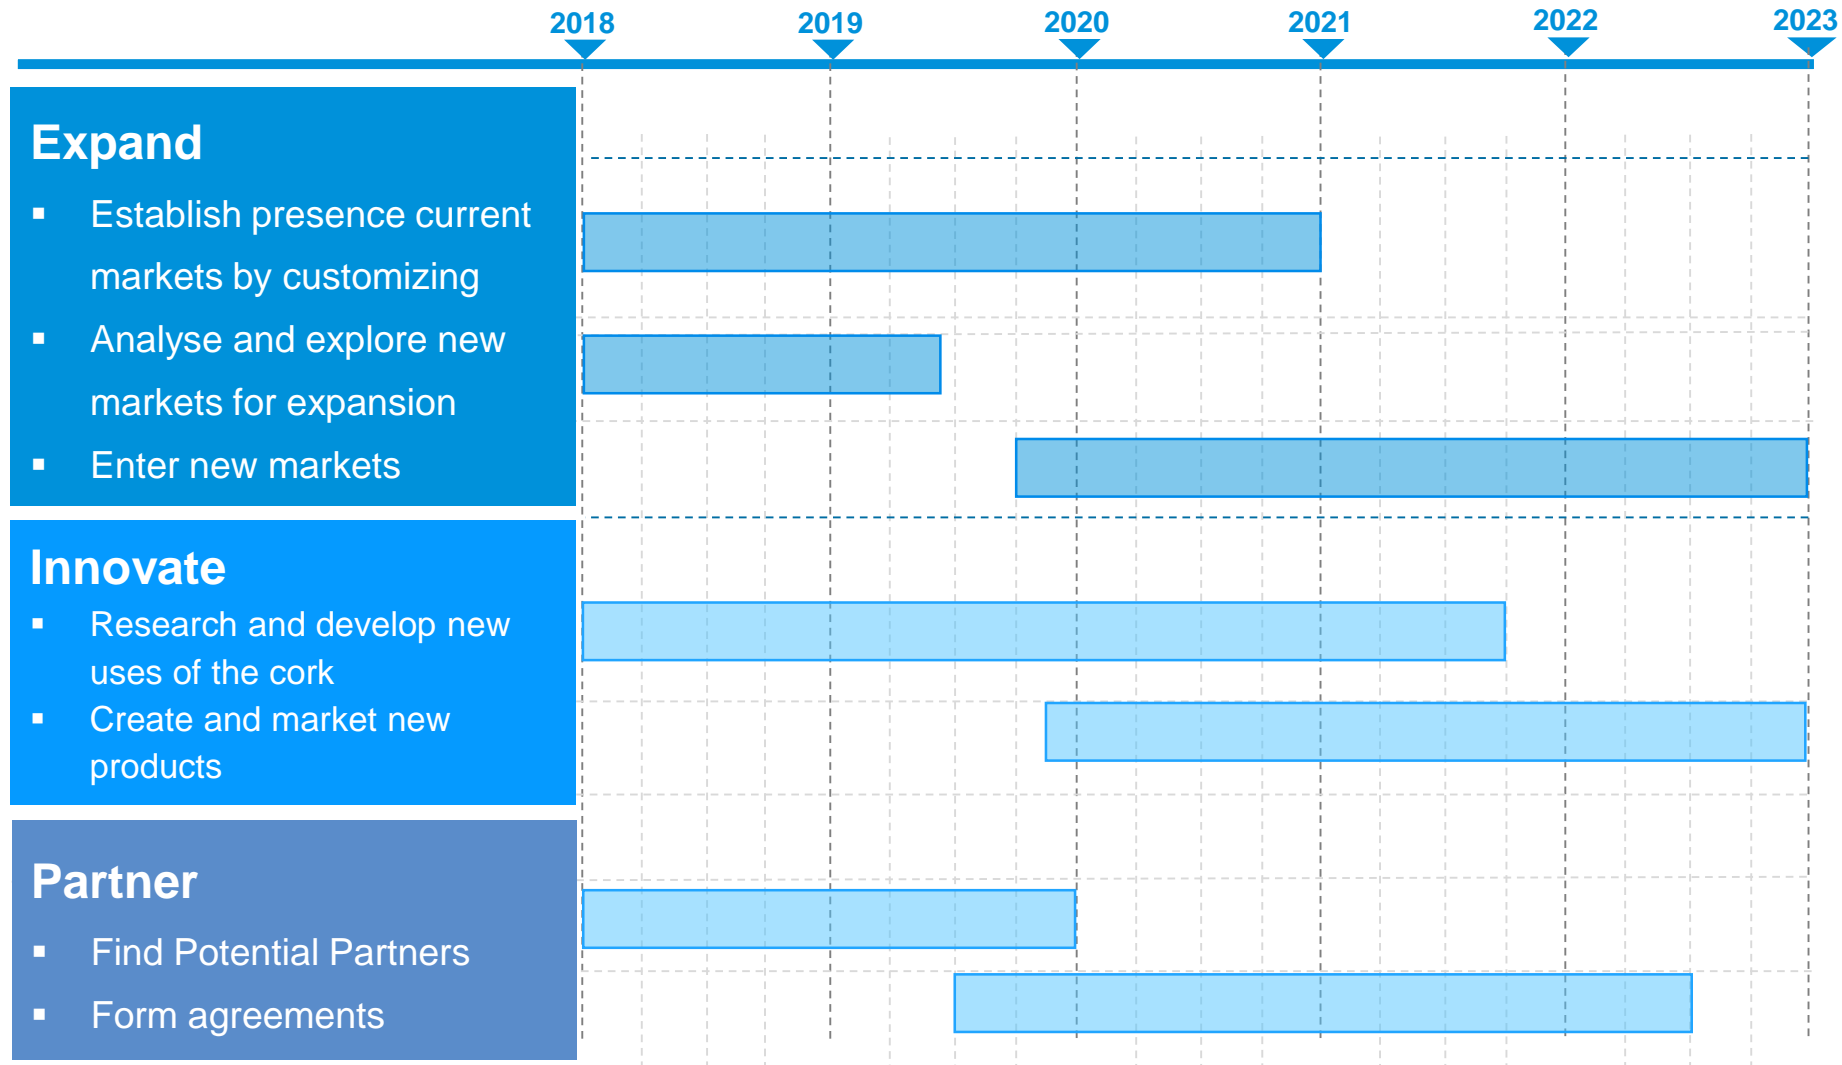 2018 2019 2020 2021 2022 2023
Expand
▪ Establish presence current
markets by customizing
▪ Analyse and explore new
markets for expansion
▪ Enter new markets
Innovate
▪ Research and develop new
uses of the cork
▪ Create and market new
products
Partner
▪ Find Potential Partners
▪ Form agreements